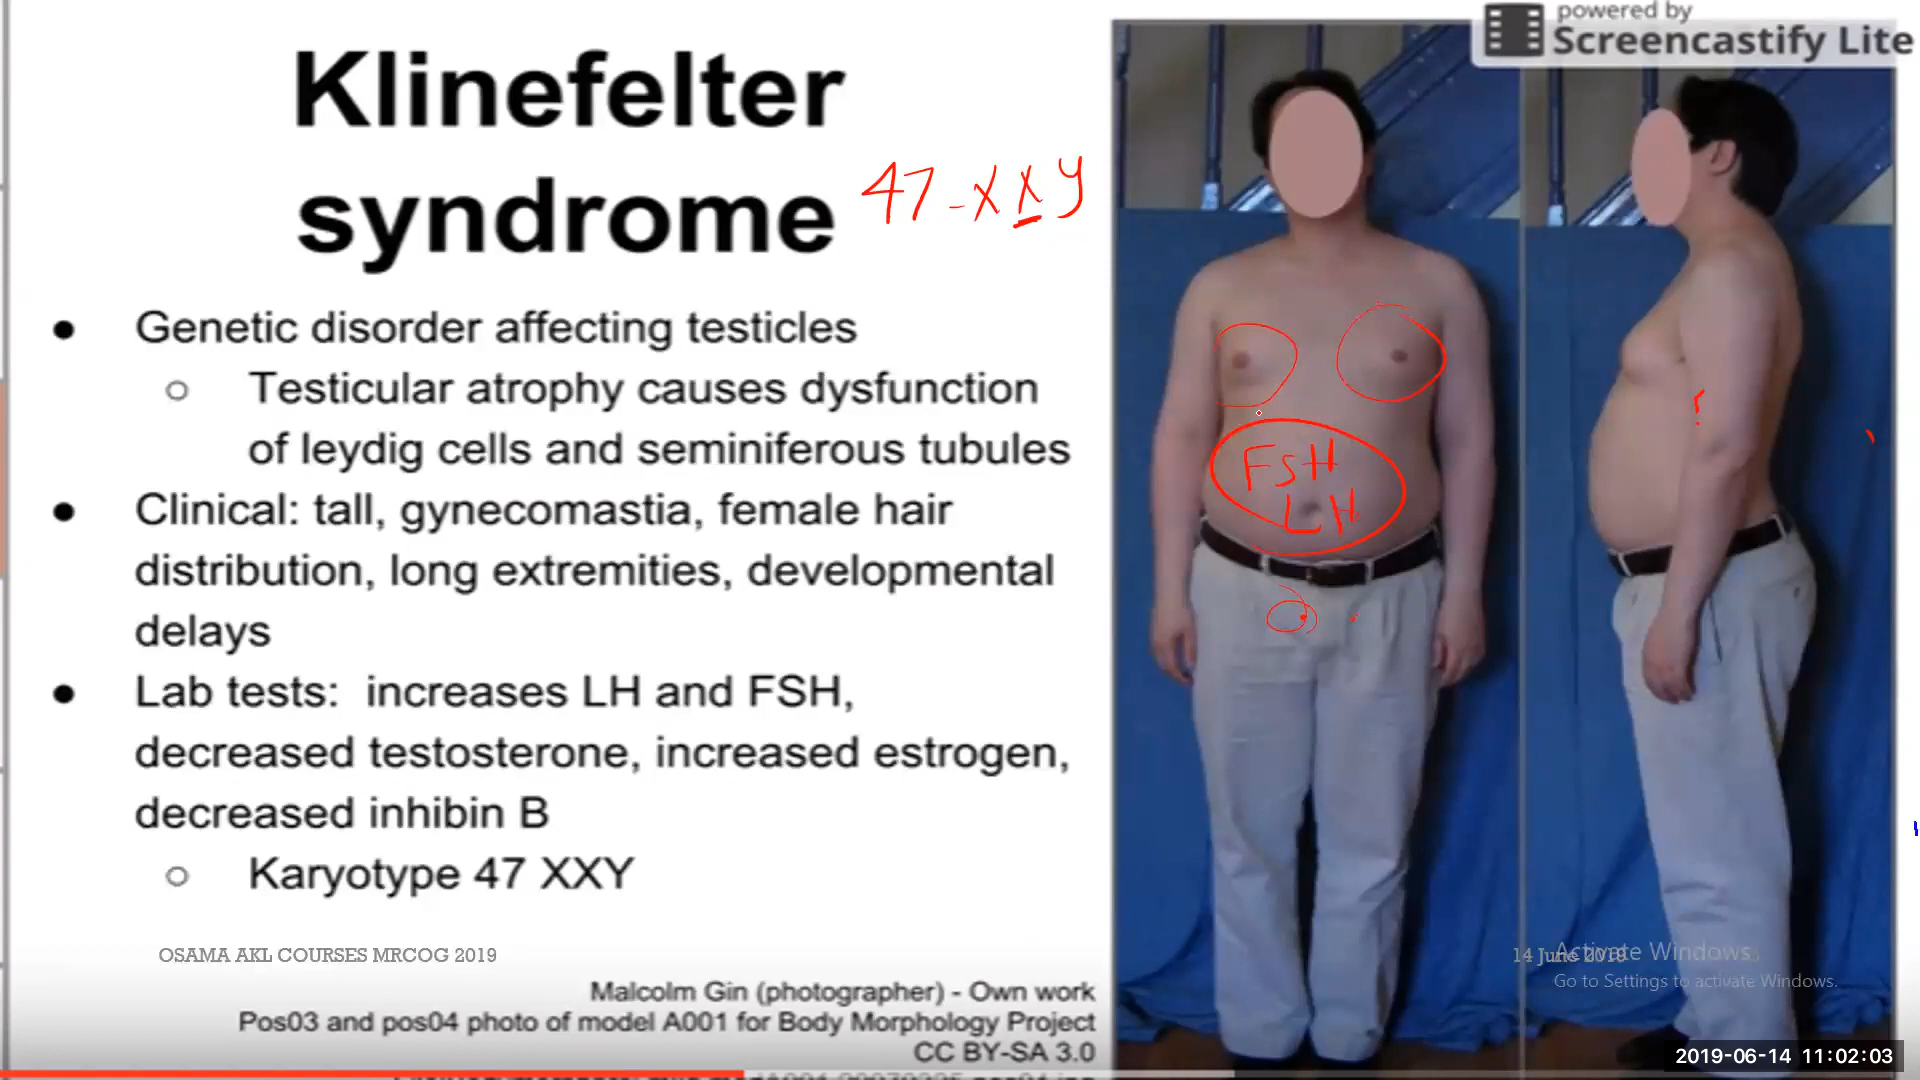 powered by
Screencastify Lite
Klinefelter
syndrome
47-XXY
● Genetic disorder affecting testicles
○ Testicular atrophy causes dysfunction
of leydig cells and seminiferous tubules
● Clinical: tall, gynecomastia, female hair
distribution, long extremities, developmental
delays
● Lab tests: increases LH and FSH,
decreased testosterone, increased estrogen,
decreased inhibin B
○ Karyotype 47 XXY
FSH
LH
OSAMA AKL COURSES MRCOG 2019
14 June 2019
Activate Windows
Go to Settings to activate Windows.
Malcolm Gin (photographer) - Own work
Pos03 and pos04 photo of model A001 for Body Morphology Project
CC BY-SA 3.0
2019-06-14 11:02:03